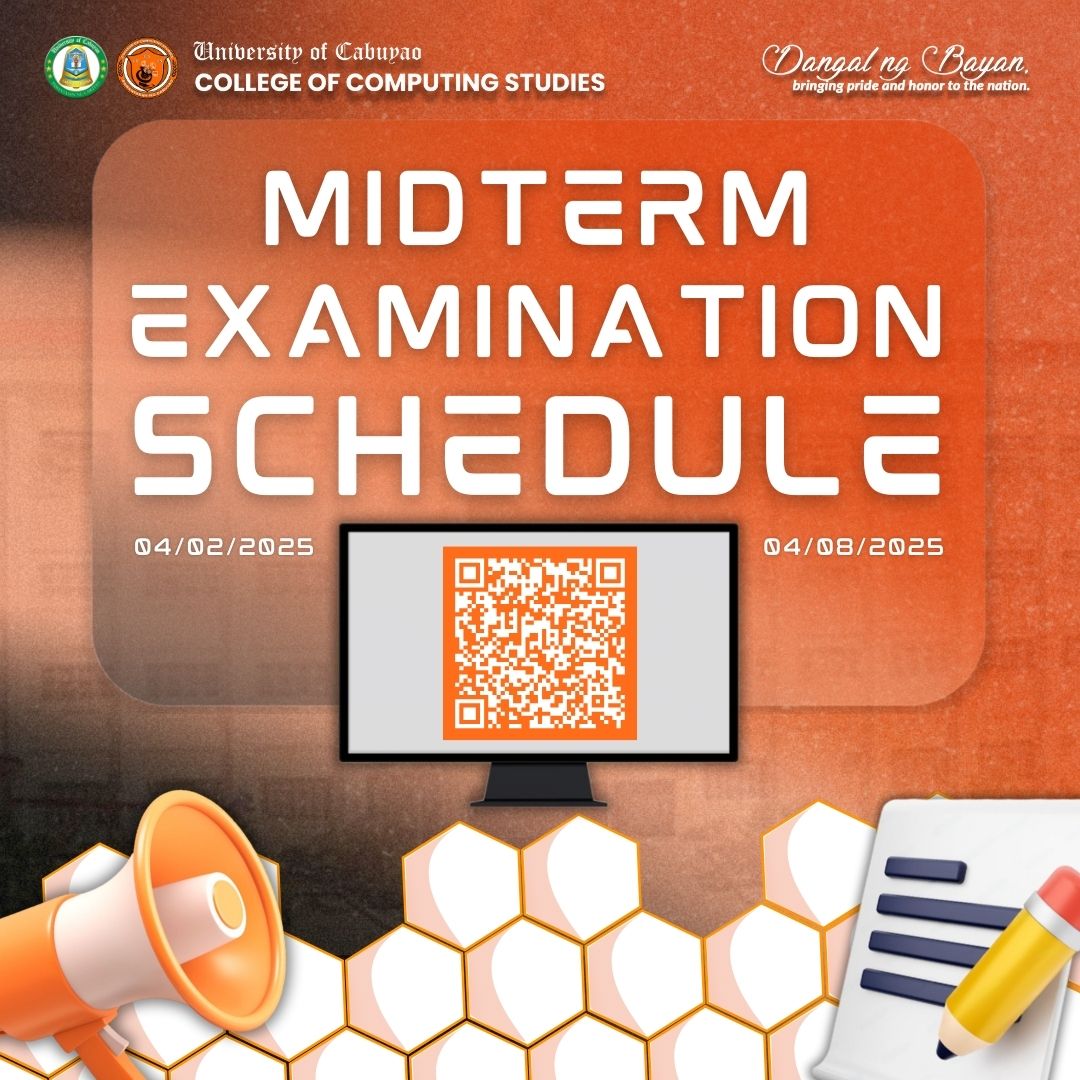 University of Cabuyao
COLLEGE OF COMPUTING STUDIES
Dangal ng Bayan,
bringing pride and honor to the nation.
MIDTERM
EXAMINATION
SCHEDULE
04/02/2025
04/08/2025